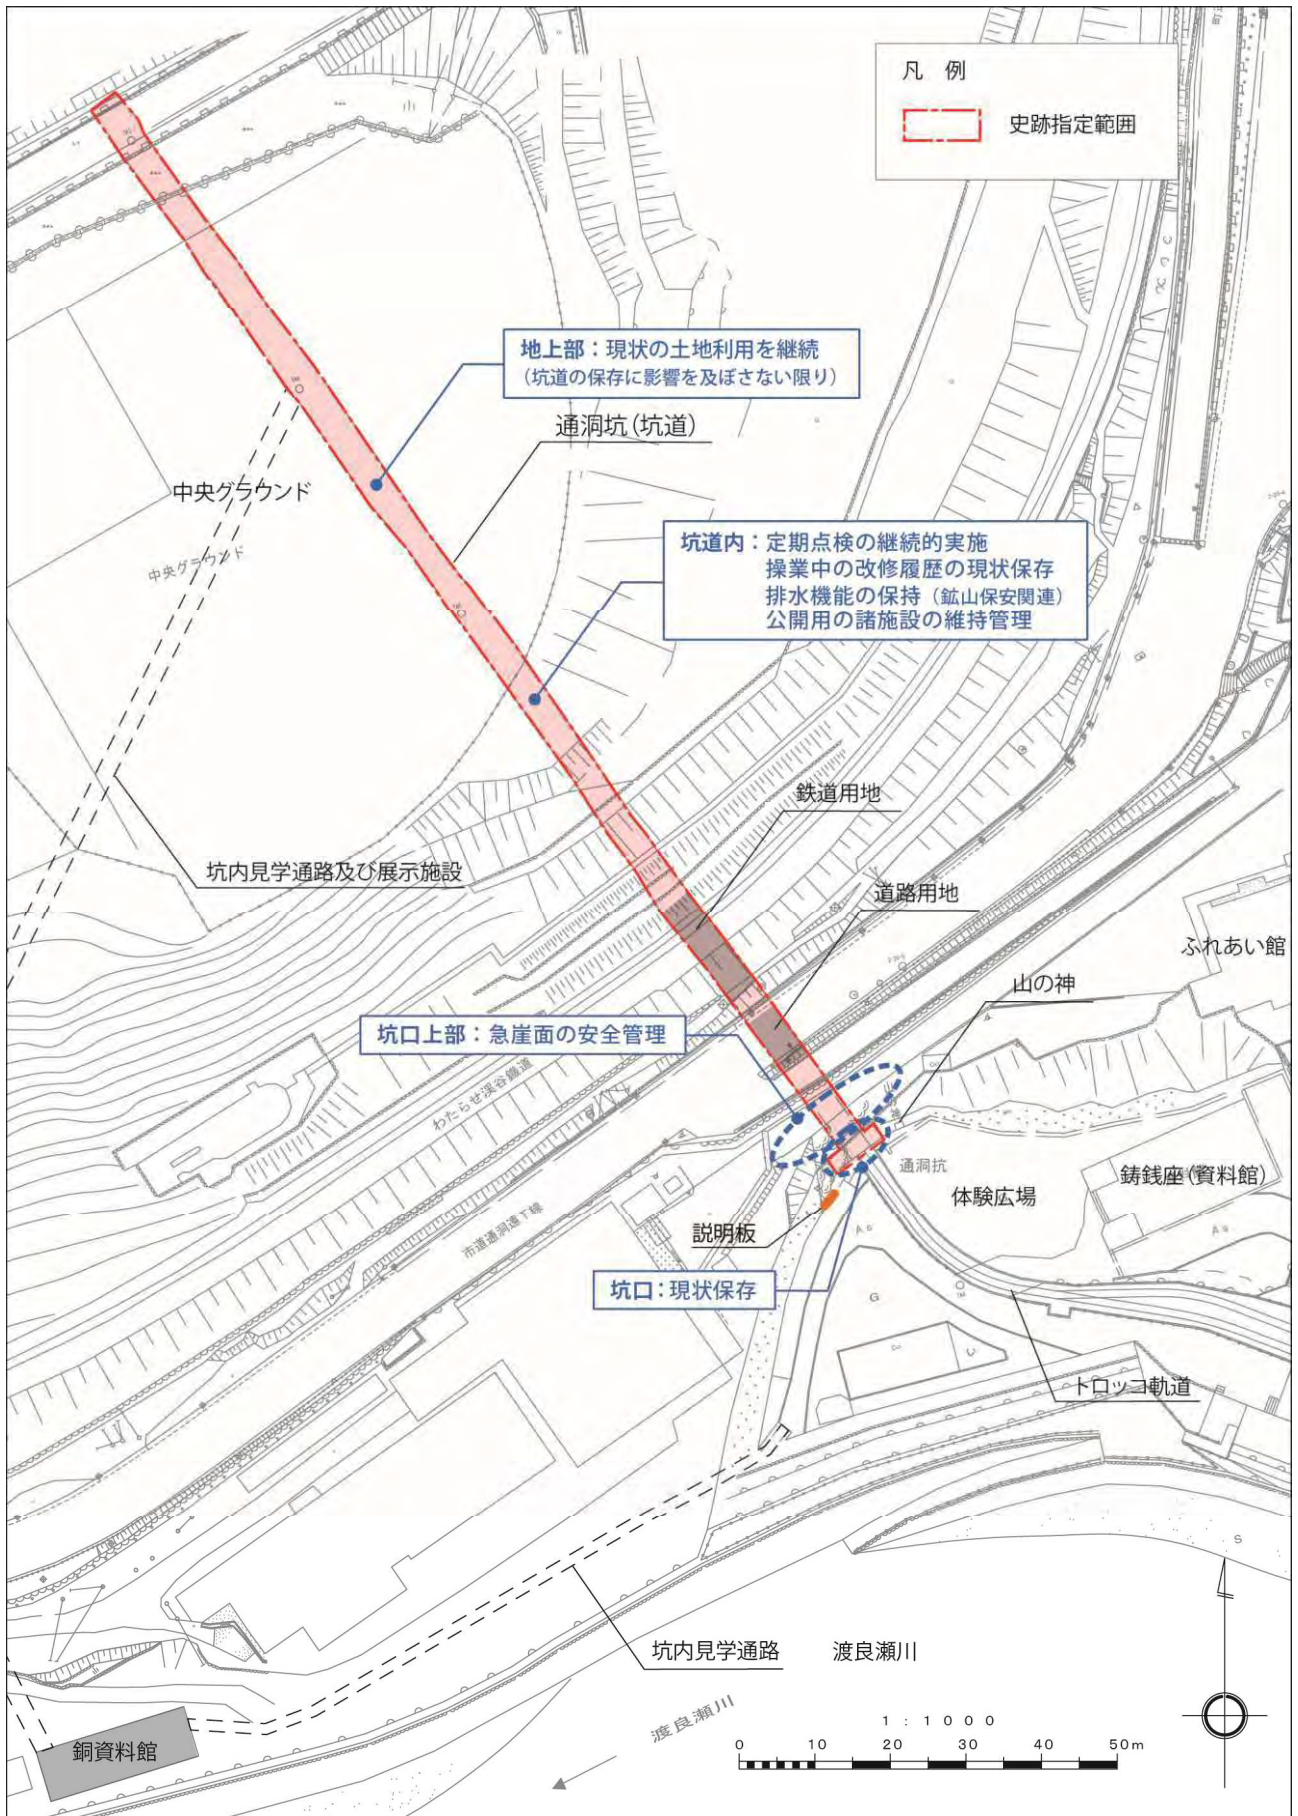 凡　例
史跡指定範囲
地上部：現状の土地利用を継続
（坑道の保存に影響を及ぼさない限り）
通洞坑（坑道）
中央グラウンド
中央グラウンド
坑道内：定期点検の継続的実施
操業中の改修履歴の現状保存
排水機能の保持（鉱山保安関連）
公開用の諸施設の維持管理
鉄道用地
坑内見学通路及び展示施設
道路用地
ふれあい館
山の神
坑口上部：急崖面の安全管理
わたらせ渓谷鐵道
通洞坑
鋳銭座（資料館）
体験広場
説明板
市道通洞遠下線
As
As
坑口：現状保存
G
トロッコ軌道
S
坑内見学通路
渡良瀬川
渡良瀬川
銅資料館
1 : 1000
0 10 20 30 40 50m